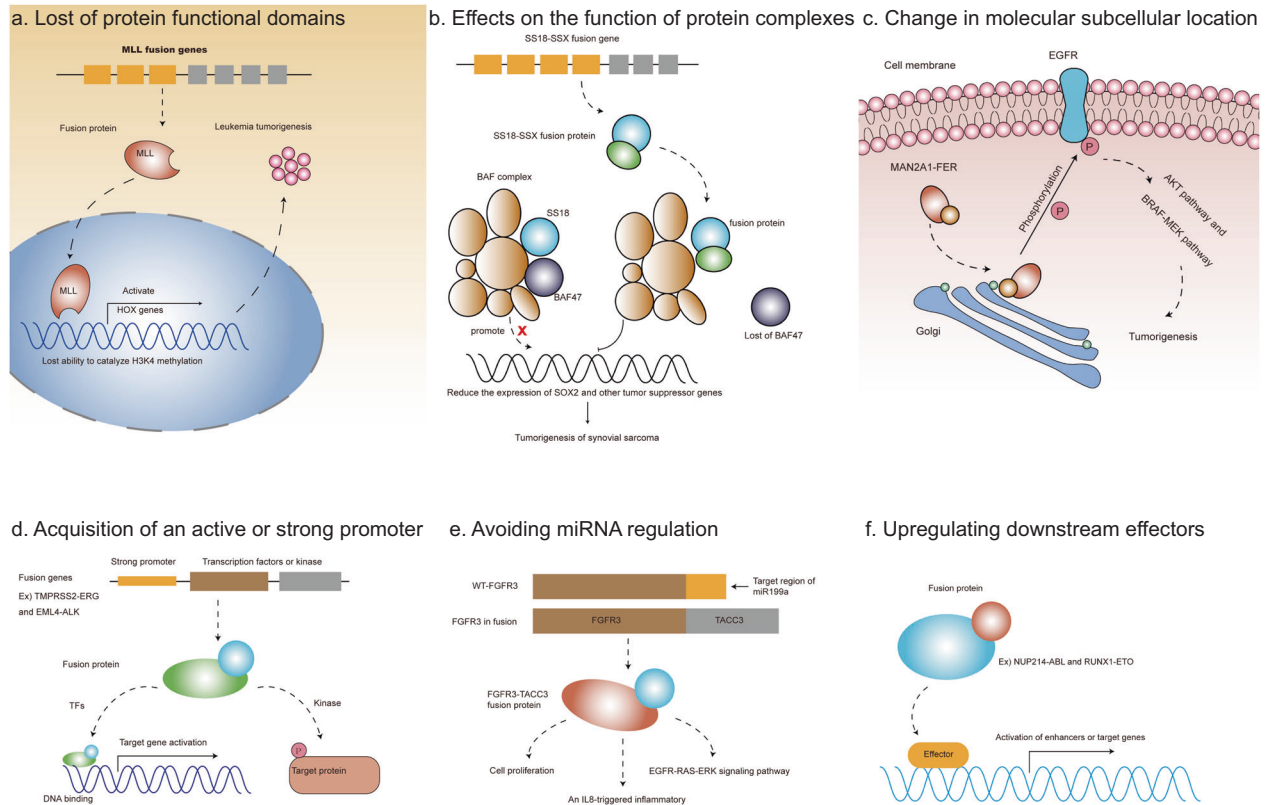 a. Lost of protein functional domains
MLL fusion genes
Fusion protein
Leukemia tumorigenesis
MLL
MLL
Activate
HOX genes
Lost ability to catalyze H3K4 methylation
b. Effects on the function of protein complexes
SS18-SSX fusion gene
SS18-SSX fusion protein
BAF complex
SS18
fusion protein
BAF47
promote
X
Lost of BAF47
Reduce the expression of SOX2 and other tumor suppressor genes
Tumorigenesis of synovial sarcoma
c. Change in molecular subcellular location
EGFR
Cell membrane
P
MAN2A1-FER
Phosphorylation
P
AKT pathway and
BRAF-MEK pathway
Golgi
Tumorigenesis
d. Acquisition of an active or strong promoter
Strong promoter
Transcription factors or kinase
Fusion genes
Ex) TMPRSS2-ERG
and EML4-ALK
Fusion protein
TFs
Kinase
Target gene activation
P
Target protein
DNA binding
e. Avoiding miRNA regulation
WT-FGFR3
Target region of
miR199a
FGFR3 in fusion
FGFR3
TACC3
FGFR3-TACC3
fusion protein
Cell proliferation
EGFR-RAS-ERK signaling pathway
An IL8-triggered inflammatory
f. Upregulating downstream effectors
Fusion protein
Ex) NUP214-ABL and RUNX1-ETO
Effector
Activation of enhancers or target genes